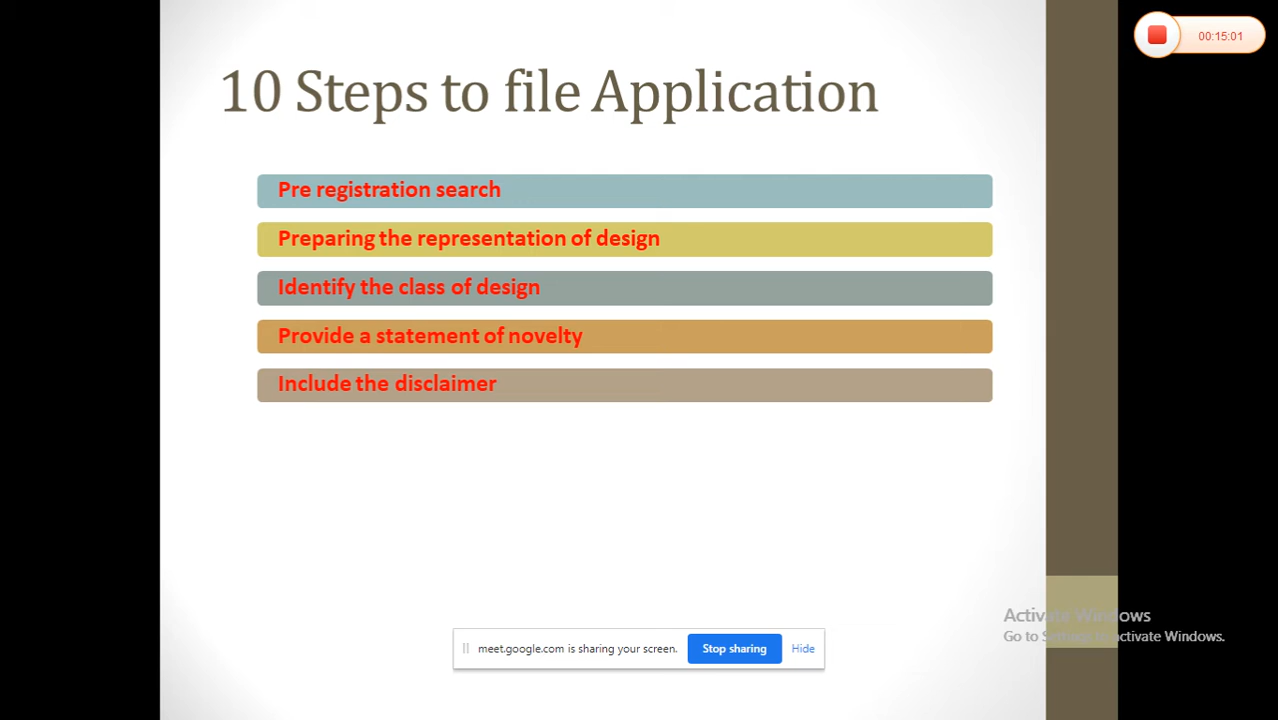 10 Steps to file Application
00:15:01
Pre registration search
Preparing the representation of design
Identify the class of design
Provide a statement of novelty
Include the disclaimer
Activate Windows
Go to Settings to activate Windows.
meet.google.com is sharing your screen.
Stop sharing
Hide